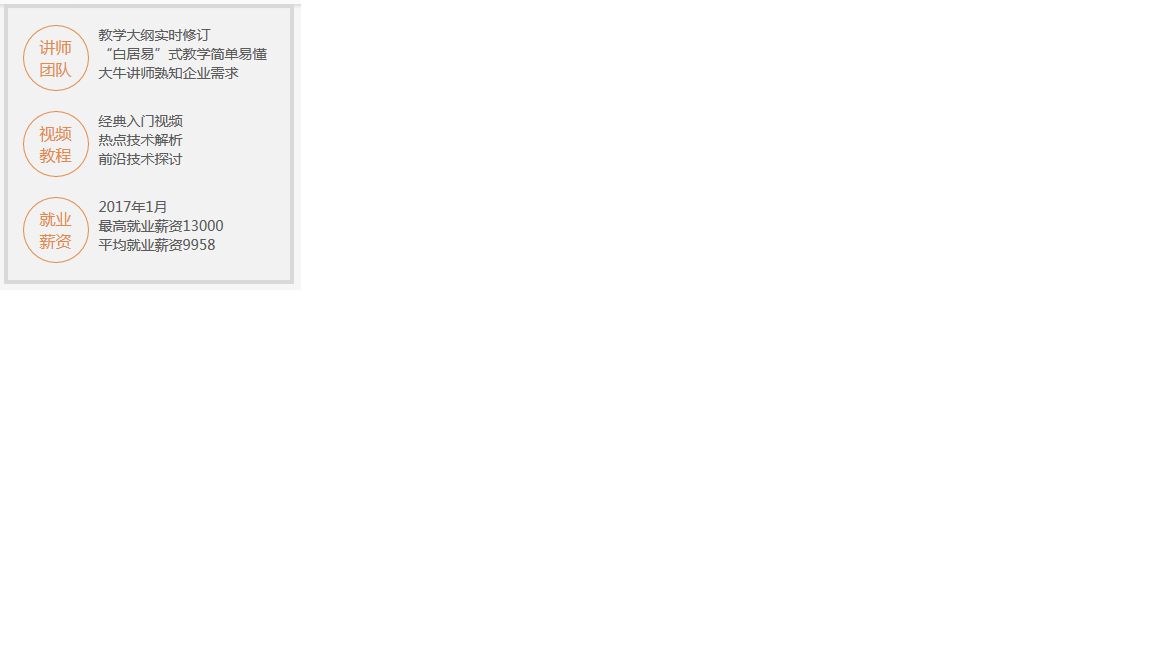 讲师
团队
教学大纲实时修订
“白居易”式教学简单易懂
大牛讲师熟知企业需求
视频
教程
经典入门视频
热点技术解析
前沿技术探讨
就业
薪资
2017年1月
最高就业薪资13000
平均就业薪资9958